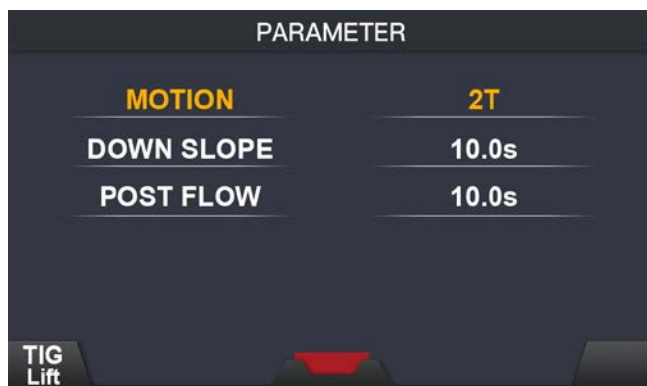 PARAMETER
MOTION 2T
DOWN SLOPE 10.0s
POST FLOW 10.0s
TIG
Lift